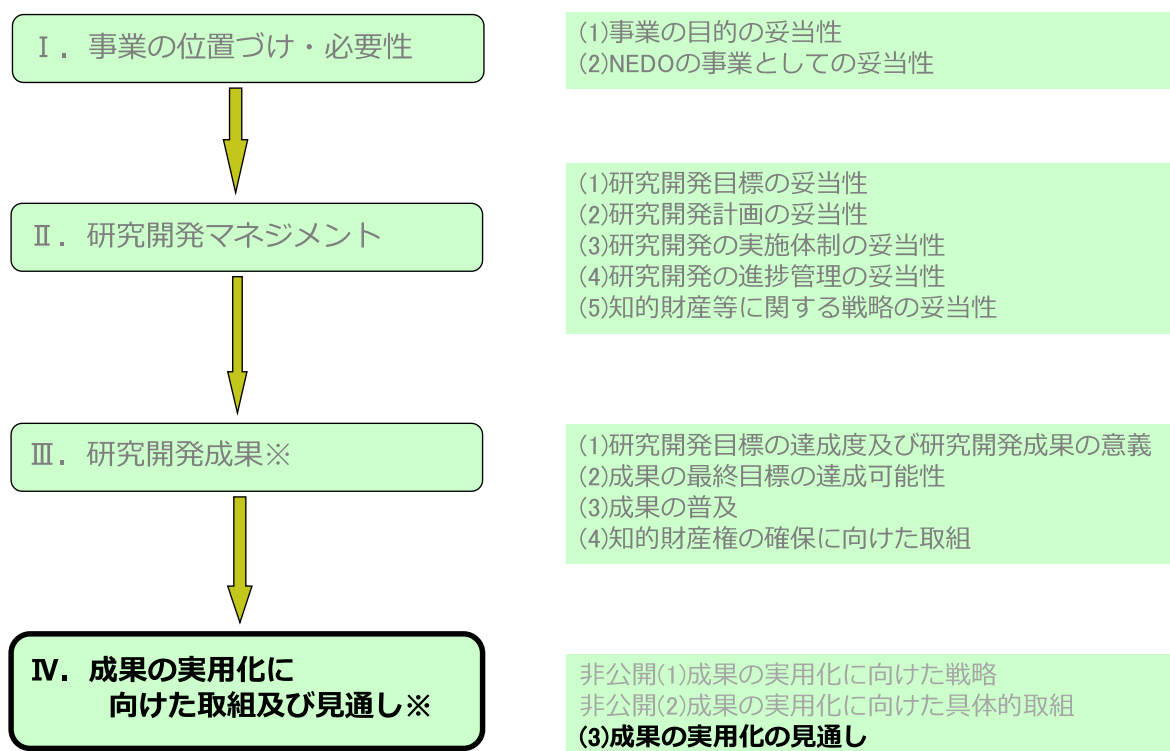 Ⅰ．事業の位置づけ・必要性
(1)事業の目的の妥当性
(2)NEDOの事業としての妥当性
Ⅱ．研究開発マネジメント
(1)研究開発目標の妥当性
(2)研究開発計画の妥当性
(3)研究開発の実施体制の妥当性
(4)研究開発の進捗管理の妥当性
(5)知的財産等に関する戦略の妥当性
Ⅲ．研究開発成果※
(1)研究開発目標の達成度及び研究開発成果の意義
(2)成果の最終目標の達成可能性
(3)成果の普及
(4)知的財産権の確保に向けた取組
Ⅳ．成果の実用化に
向けた取組及び見通し※
非公開(1)成果の実用化に向けた戦略
非公開(2)成果の実用化に向けた具体的取組
(3)成果の実用化の見通し